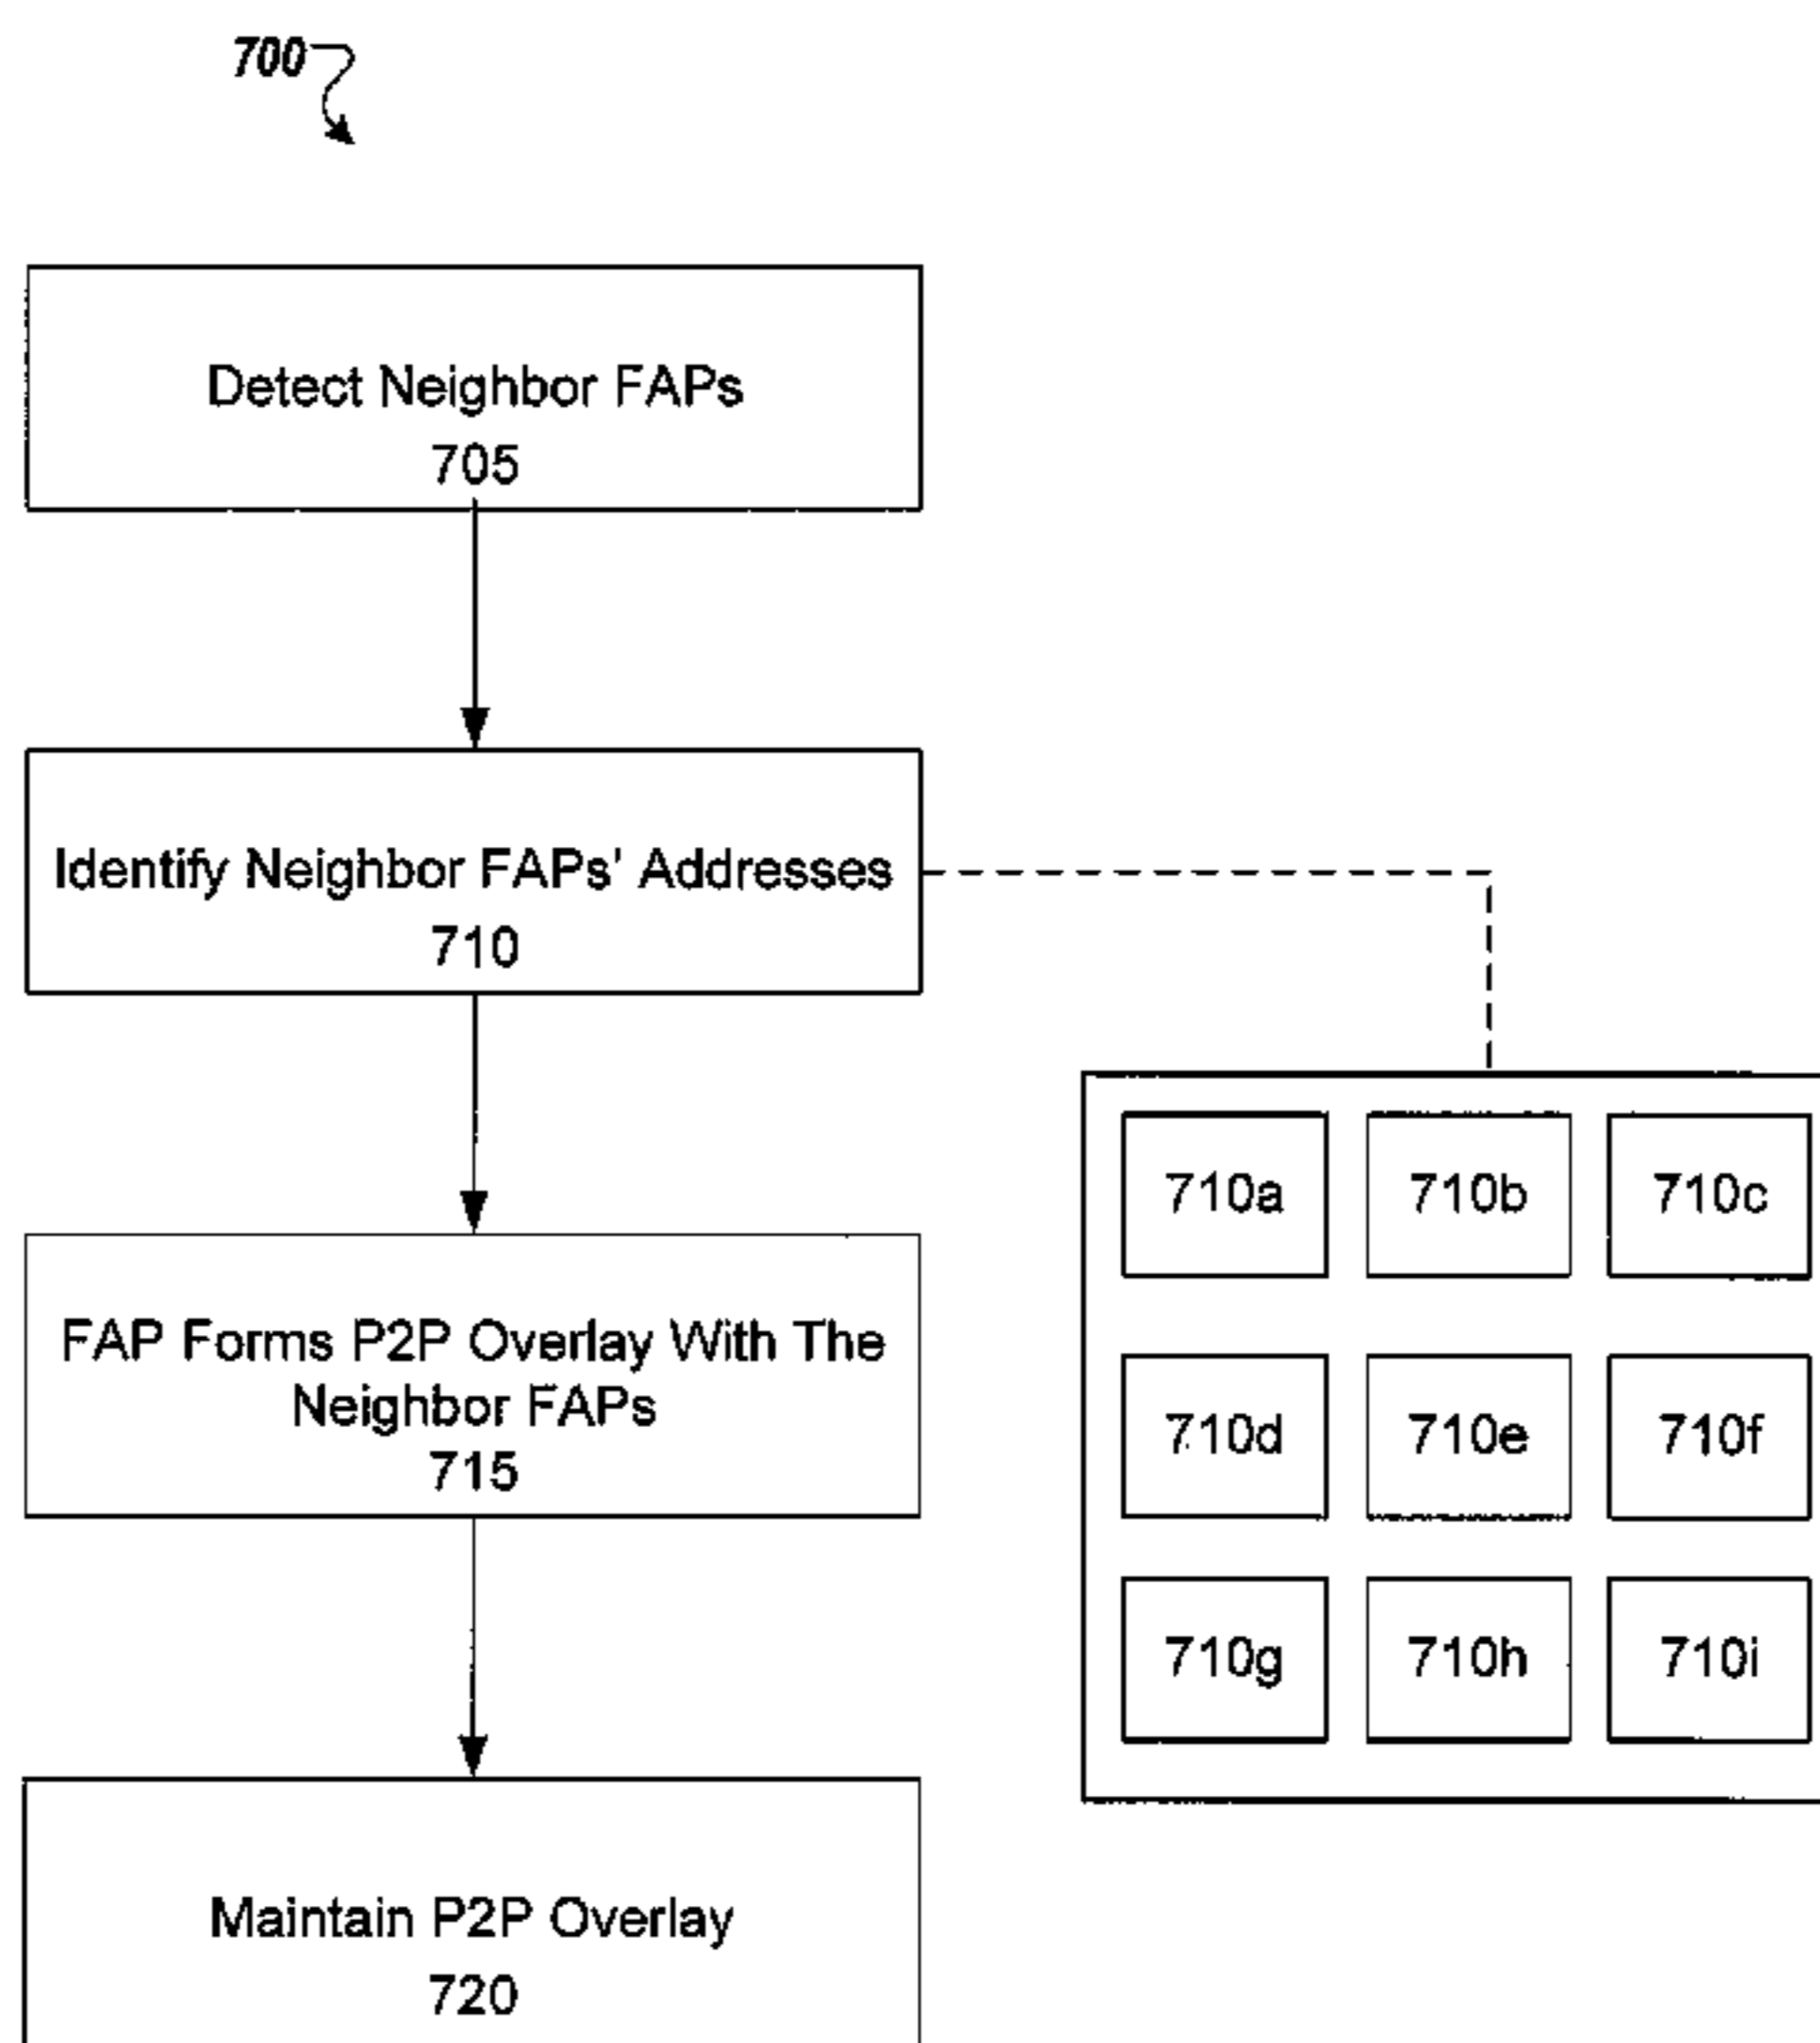 700
Detect Neighbor FAPs
705
Identify Neighbor FAPs' Addresses
710
710a 710b 710c
FAP Forms P2P Overlay With The
Neighbor FAPs
715
710d 710e 710f
710g 710h 710i
Maintain P2P Overlay
720